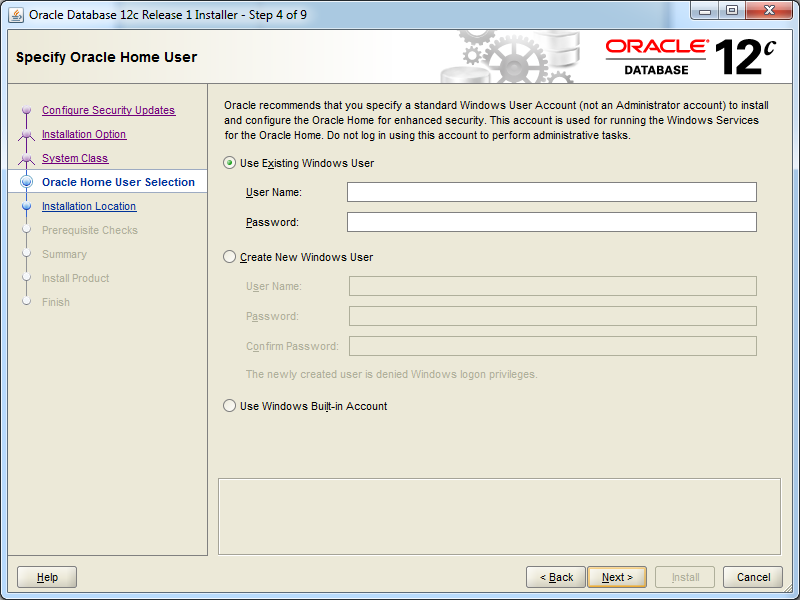 Oracle Database 12c Release 1 Installer - Step 4 of 9
Specify Oracle Home User
ORACLE®
DATABASE
12c
Configure Security Updates
Installation Option
System Class
Oracle Home User Selection
Installation Location
Prerequisite Checks
Summary
Install Product
Finish
Oracle recommends that you specify a standard Windows User Account (not an Administrator account) to install
and configure the Oracle Home for enhanced security. This account is used for running the Windows Services
for the Oracle Home. Do not log in using this account to perform administrative tasks.
Use Existing Windows User
User Name:
Password:
Create New Windows User
User Name:
Password:
Confirm Password:
The newly created user is denied Windows logon privileges.
Use Windows Built-in Account
Help
< Back
Next >
Install
Cancel